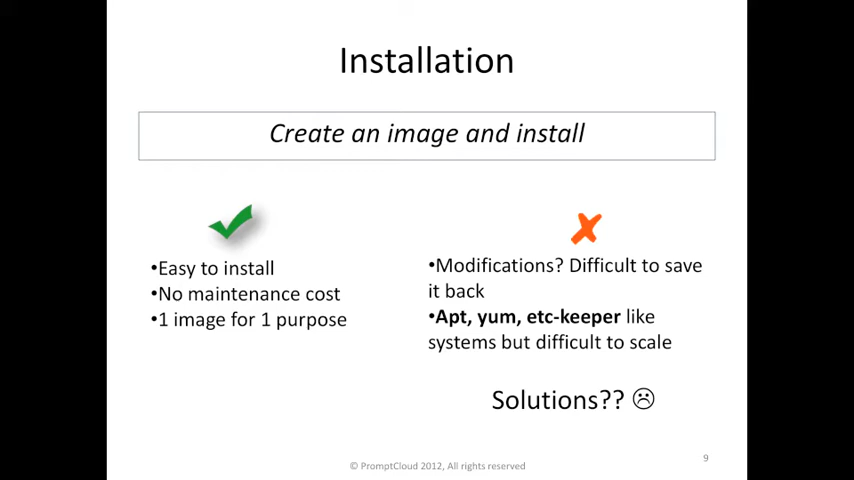 Installation
Create an image and install
•Easy to install
•No maintenance cost
•1 image for 1 purpose
•Modifications? Difficult to save
it back
•Apt, yum, etc-keeper like
systems but difficult to scale
Solutions?? ☹
© PromptCloud 2012, All rights reserved
9